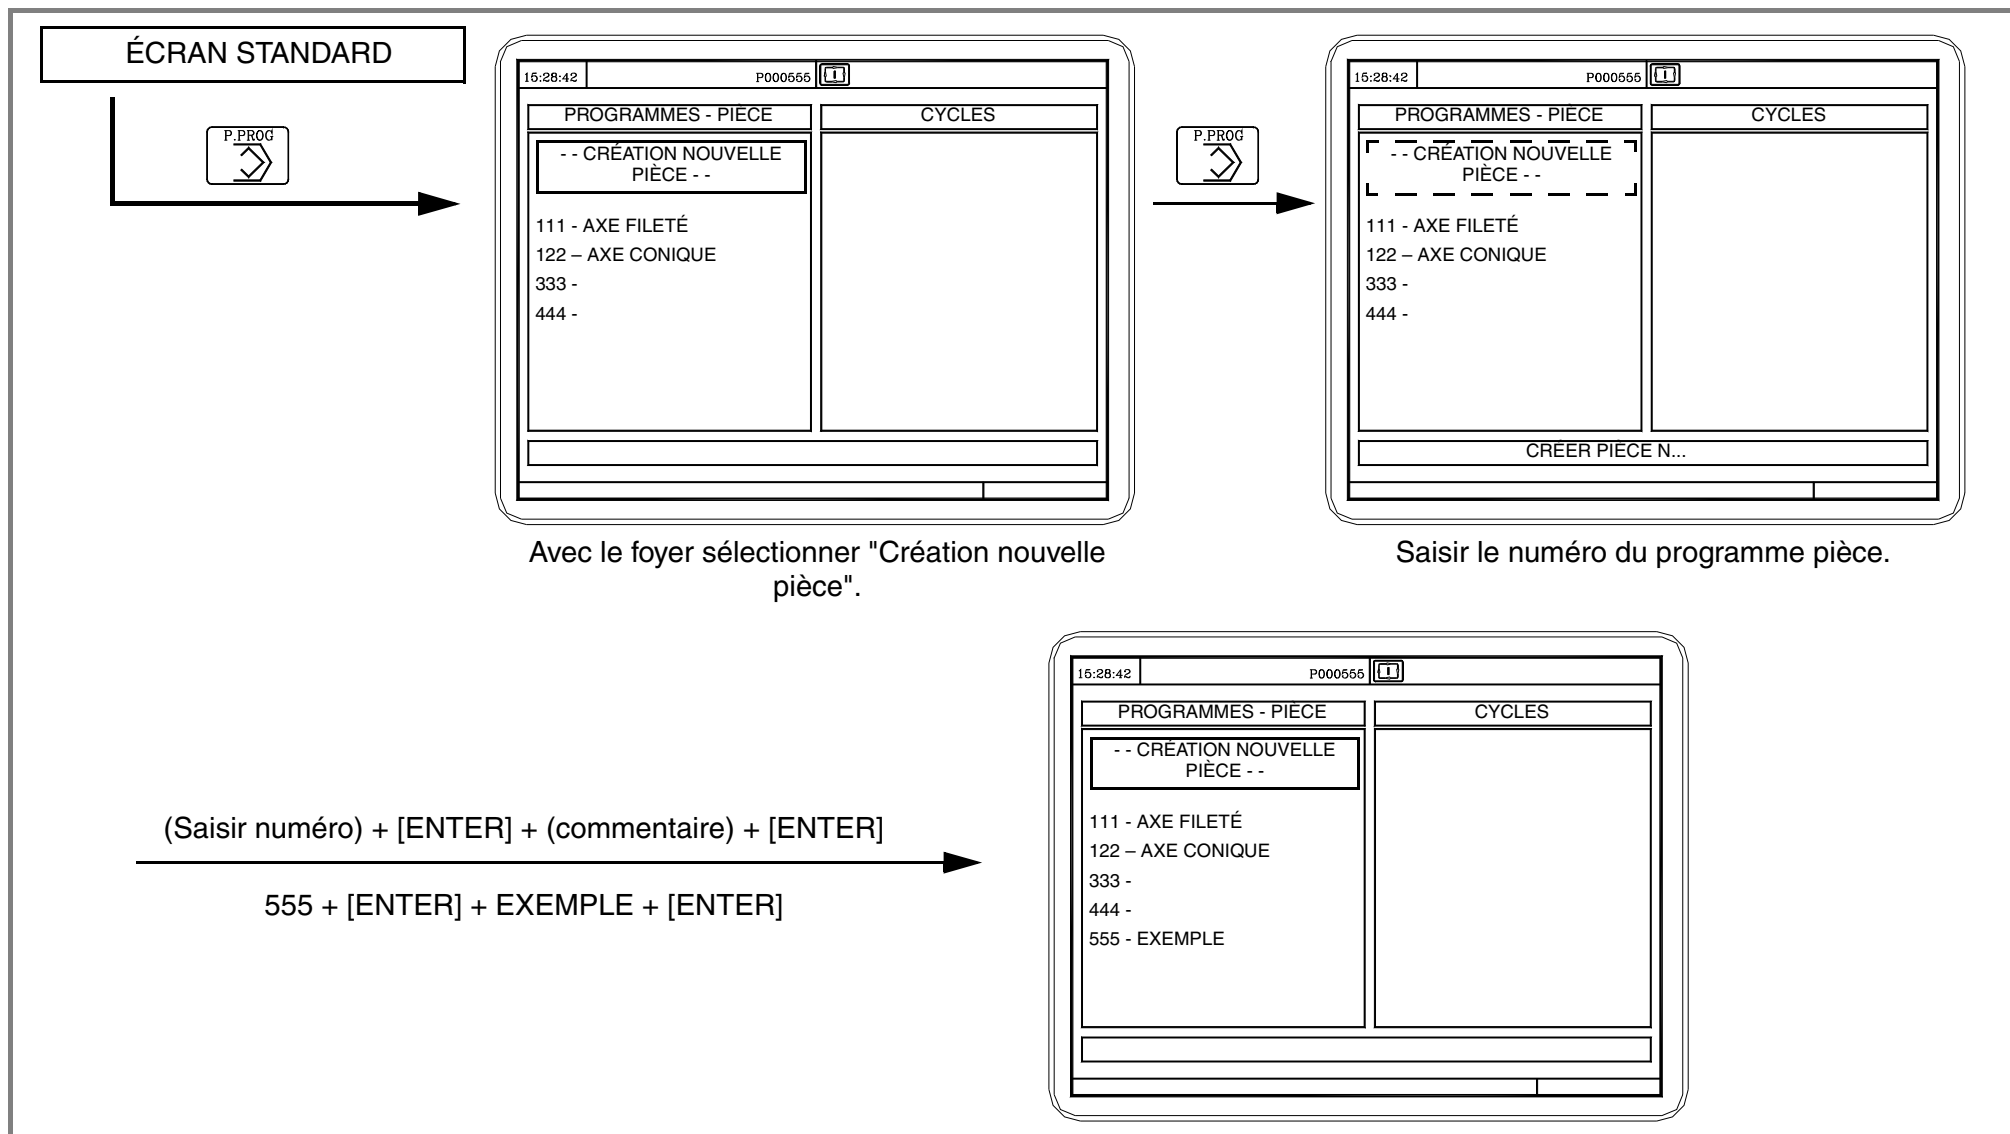 ÉCRAN STANDARD
P.PROG
15:28:42 P000555
PROGRAMMES - PIÈCE CYCLES
- - CRÉATION NOUVELLE
PIÈCE - -
111 - AXE FILETÉ
122 – AXE CONIQUE
333 -
444 -
Avec le foyer sélectionner "Création nouvelle
pièce".
P.PROG
15:28:42 P000555
PROGRAMMES - PIÈCE CYCLES
- - CRÉATION NOUVELLE
PIÈCE - -
111 - AXE FILETÉ
122 – AXE CONIQUE
333 -
444 -
CRÉER PIÈCE N...
Saisir le numéro du programme pièce.
(Saisir numéro) + [ENTER] + (commentaire) + [ENTER]
555 + [ENTER] + EXEMPLE + [ENTER]
15:28:42 P000555
PROGRAMMES - PIÈCE CYCLES
- - CRÉATION NOUVELLE
PIÈCE - -
111 - AXE FILETÉ
122 – AXE CONIQUE
333 -
444 -
555 - EXEMPLE